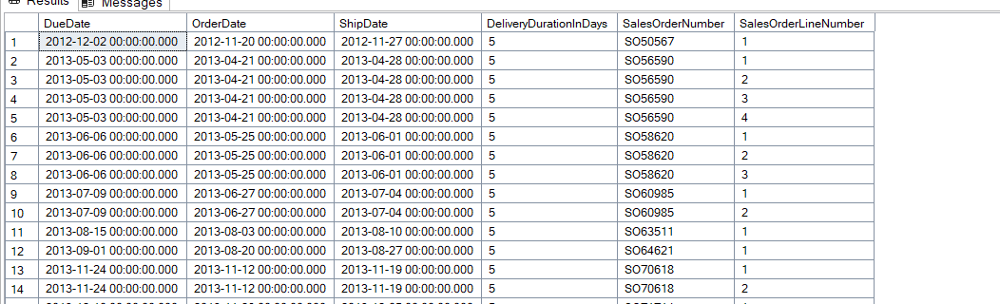 Results Messages
DueDate OrderDate ShipDate DeliveryDurationInDays SalesOrderNumber SalesOrderLineNumber
1 2012-12-02 00:00:00.000 2012-11-20 00:00:00.000 2012-11-27 00:00:00.000 5 SO50567 1
2 2013-05-03 00:00:00.000 2013-04-21 00:00:00.000 2013-04-28 00:00:00.000 5 SO56590 1
3 2013-05-03 00:00:00.000 2013-04-21 00:00:00.000 2013-04-28 00:00:00.000 5 SO56590 2
4 2013-05-03 00:00:00.000 2013-04-21 00:00:00.000 2013-04-28 00:00:00.000 5 SO56590 3
5 2013-05-03 00:00:00.000 2013-04-21 00:00:00.000 2013-04-28 00:00:00.000 5 SO56590 4
6 2013-06-06 00:00:00.000 2013-05-25 00:00:00.000 2013-06-01 00:00:00.000 5 SO58620 1
7 2013-06-06 00:00:00.000 2013-05-25 00:00:00.000 2013-06-01 00:00:00.000 5 SO58620 2
8 2013-06-06 00:00:00.000 2013-05-25 00:00:00.000 2013-06-01 00:00:00.000 5 SO58620 3
9 2013-07-09 00:00:00.000 2013-06-27 00:00:00.000 2013-07-04 00:00:00.000 5 SO60985 1
10 2013-07-09 00:00:00.000 2013-06-27 00:00:00.000 2013-07-04 00:00:00.000 5 SO60985 2
11 2013-08-15 00:00:00.000 2013-08-03 00:00:00.000 2013-08-10 00:00:00.000 5 SO63511 1
12 2013-09-01 00:00:00.000 2013-08-20 00:00:00.000 2013-08-27 00:00:00.000 5 SO64621 1
13 2013-11-24 00:00:00.000 2013-11-12 00:00:00.000 2013-11-19 00:00:00.000 5 SO70618 1
14 2013-11-24 00:00:00.000 2013-11-12 00:00:00.000 2013-11-19 00:00:00.000 5 SO70618 2